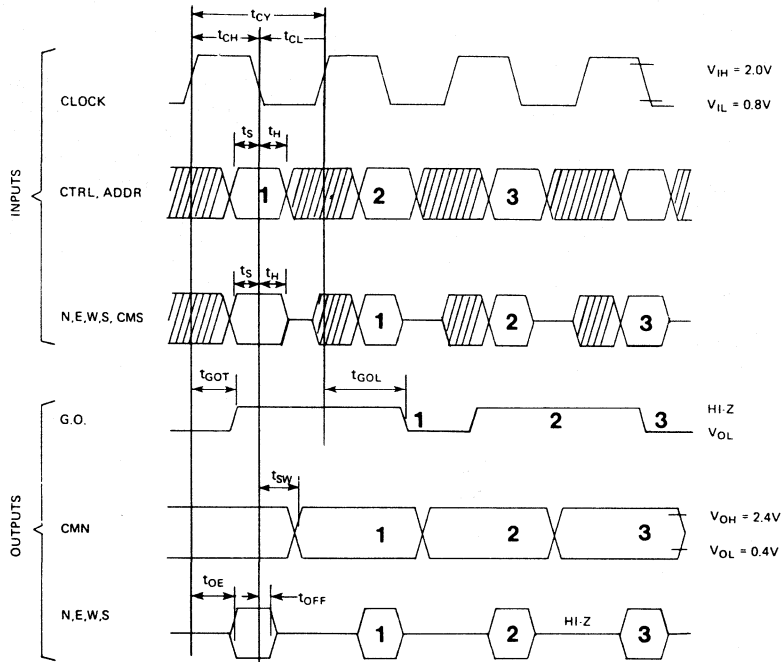 tCY
tCH tCL
CLOCK
VIH = 2.0V
VIL = 0.8V
INPUTS
tS tH
CTRL, ADDR
1 2 3
tS tH
N,E,W,S, CMS
1 2 3
tGOT tGOL
G.O.
1 2 3
HI-Z
VOL
OUTPUTS
tSW
CMN
1 2 3
VOH = 2.4V
VOL = 0.4V
tOE tOFF
N,E,W,S
1 2 HI-Z 3